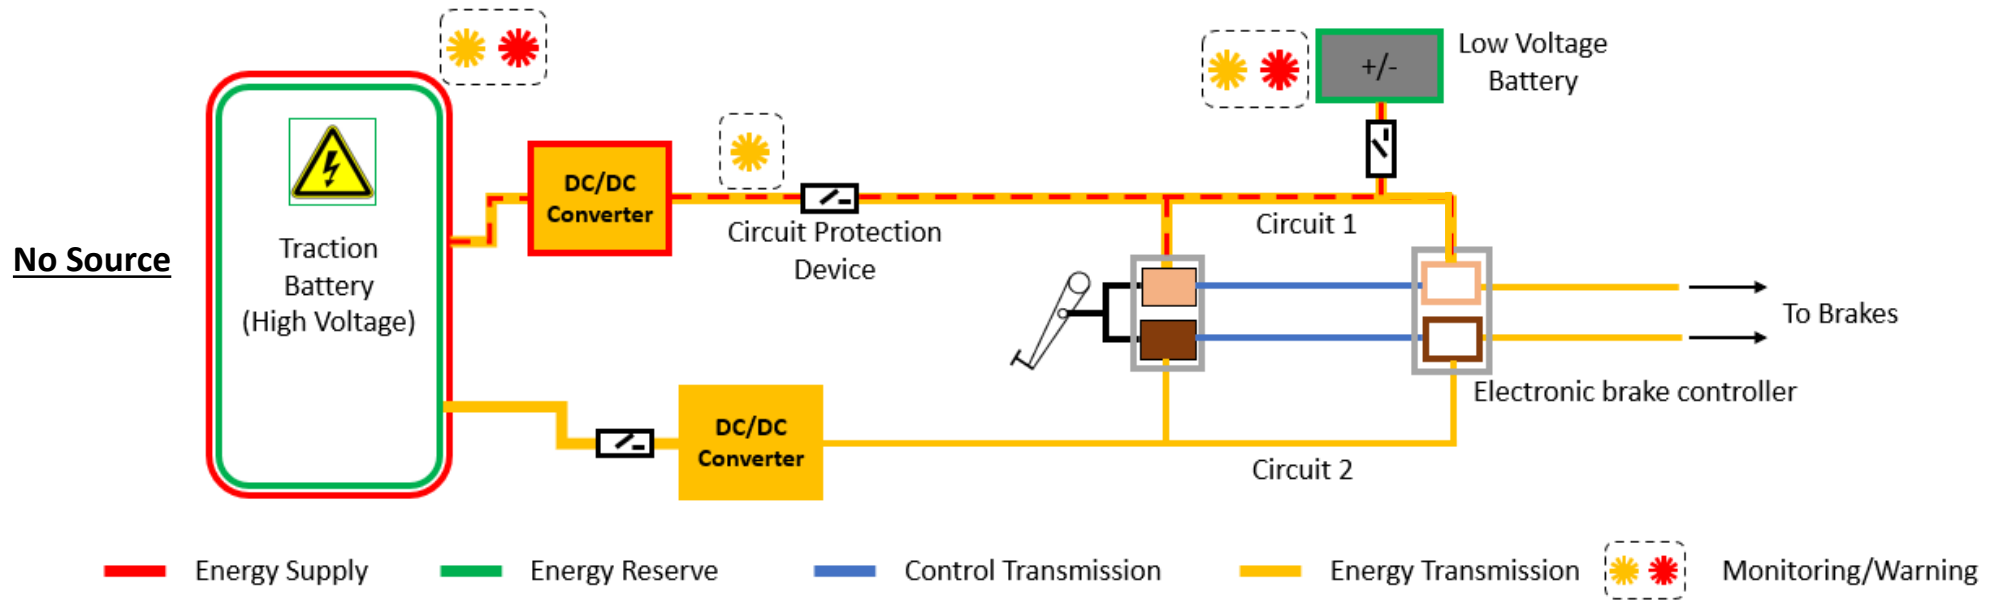 Low Voltage
Battery
+/-
DC/DC
Converter
Circuit Protection
Device
Circuit 1
No Source
Traction
Battery
(High Voltage)
To Brakes
Electronic brake controller
DC/DC
Converter
Circuit 2
Energy Supply
Energy Reserve
Control Transmission
Energy Transmission
Monitoring/Warning